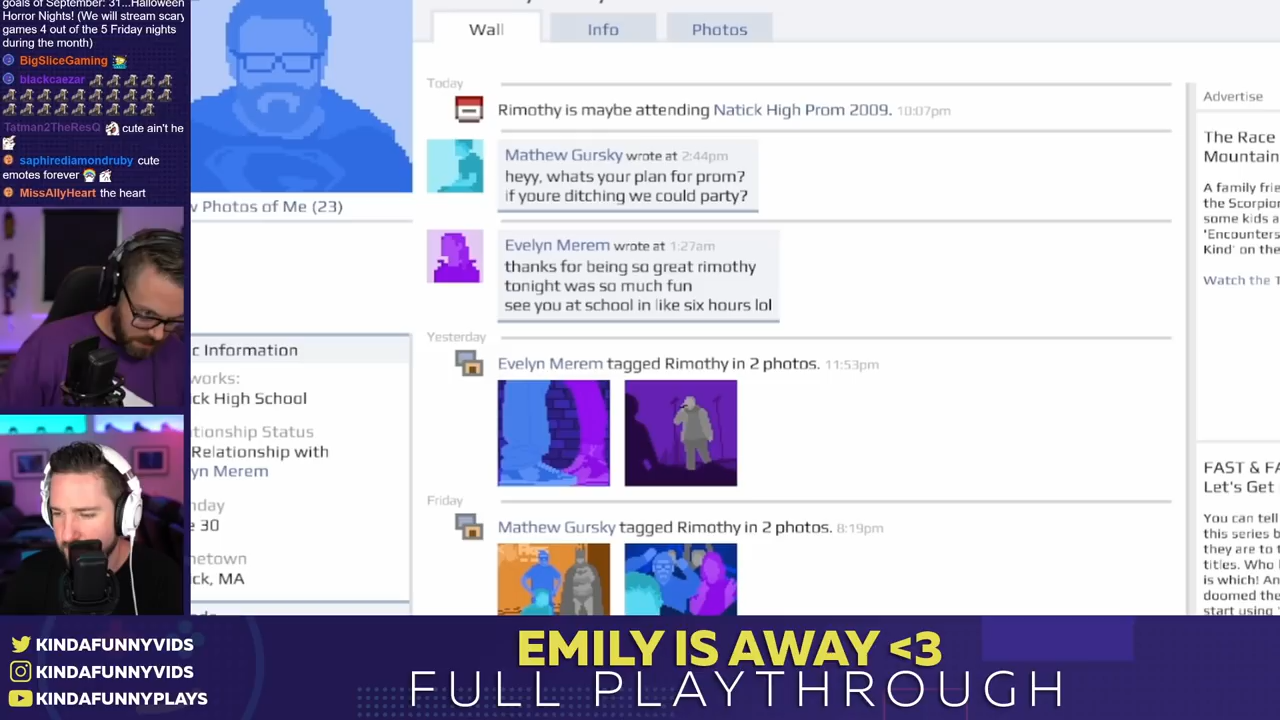 goals of September: 31...Halloween
Horror Nights! (We will stream scary
games 4 out of the 5 Friday nights
during the month)
BigSliceGaming
blackcaezar
Tatman2TheResQ cute ain't he
saphirediamondruby cute
emotes forever
MissAllyHeart the heart
w Photos of Me (23)
c Information
works:
ck High School
tionship Status
Relationship with
yn Merem
day
e 30
netown
ck, MA
Wall
Info
Photos
Today
Rimothy is maybe attending Natick High Prom 2009. 10:07pm
Mathew Gursky wrote at 2:44pm
heyy, whats your plan for prom?
if youre ditching we could party?
Evelyn Merem wrote at 1:27am
thanks for being so great rimothy
tonight was so much fun
see you at school in like six hours lol
Yesterday
Evelyn Merem tagged Rimothy in 2 photos. 11:53pm
Friday
Mathew Gursky tagged Rimothy in 2 photos. 8:19pm
Advertise
The Race
Mountain
A family frie
the Scorpion
some kids a
'Encounters
Kind' on the
Watch the T
FAST & FA
Let's Get
You can tell
this series b
they are to t
titles. Who
is which! An
doomed the
start using
KINDAFUNNYVIDS
KINDAFUNNYVIDS
KINDAFUNNYPLAYS
EMILY IS AWAY <3
FULL PLAYTHROUGH